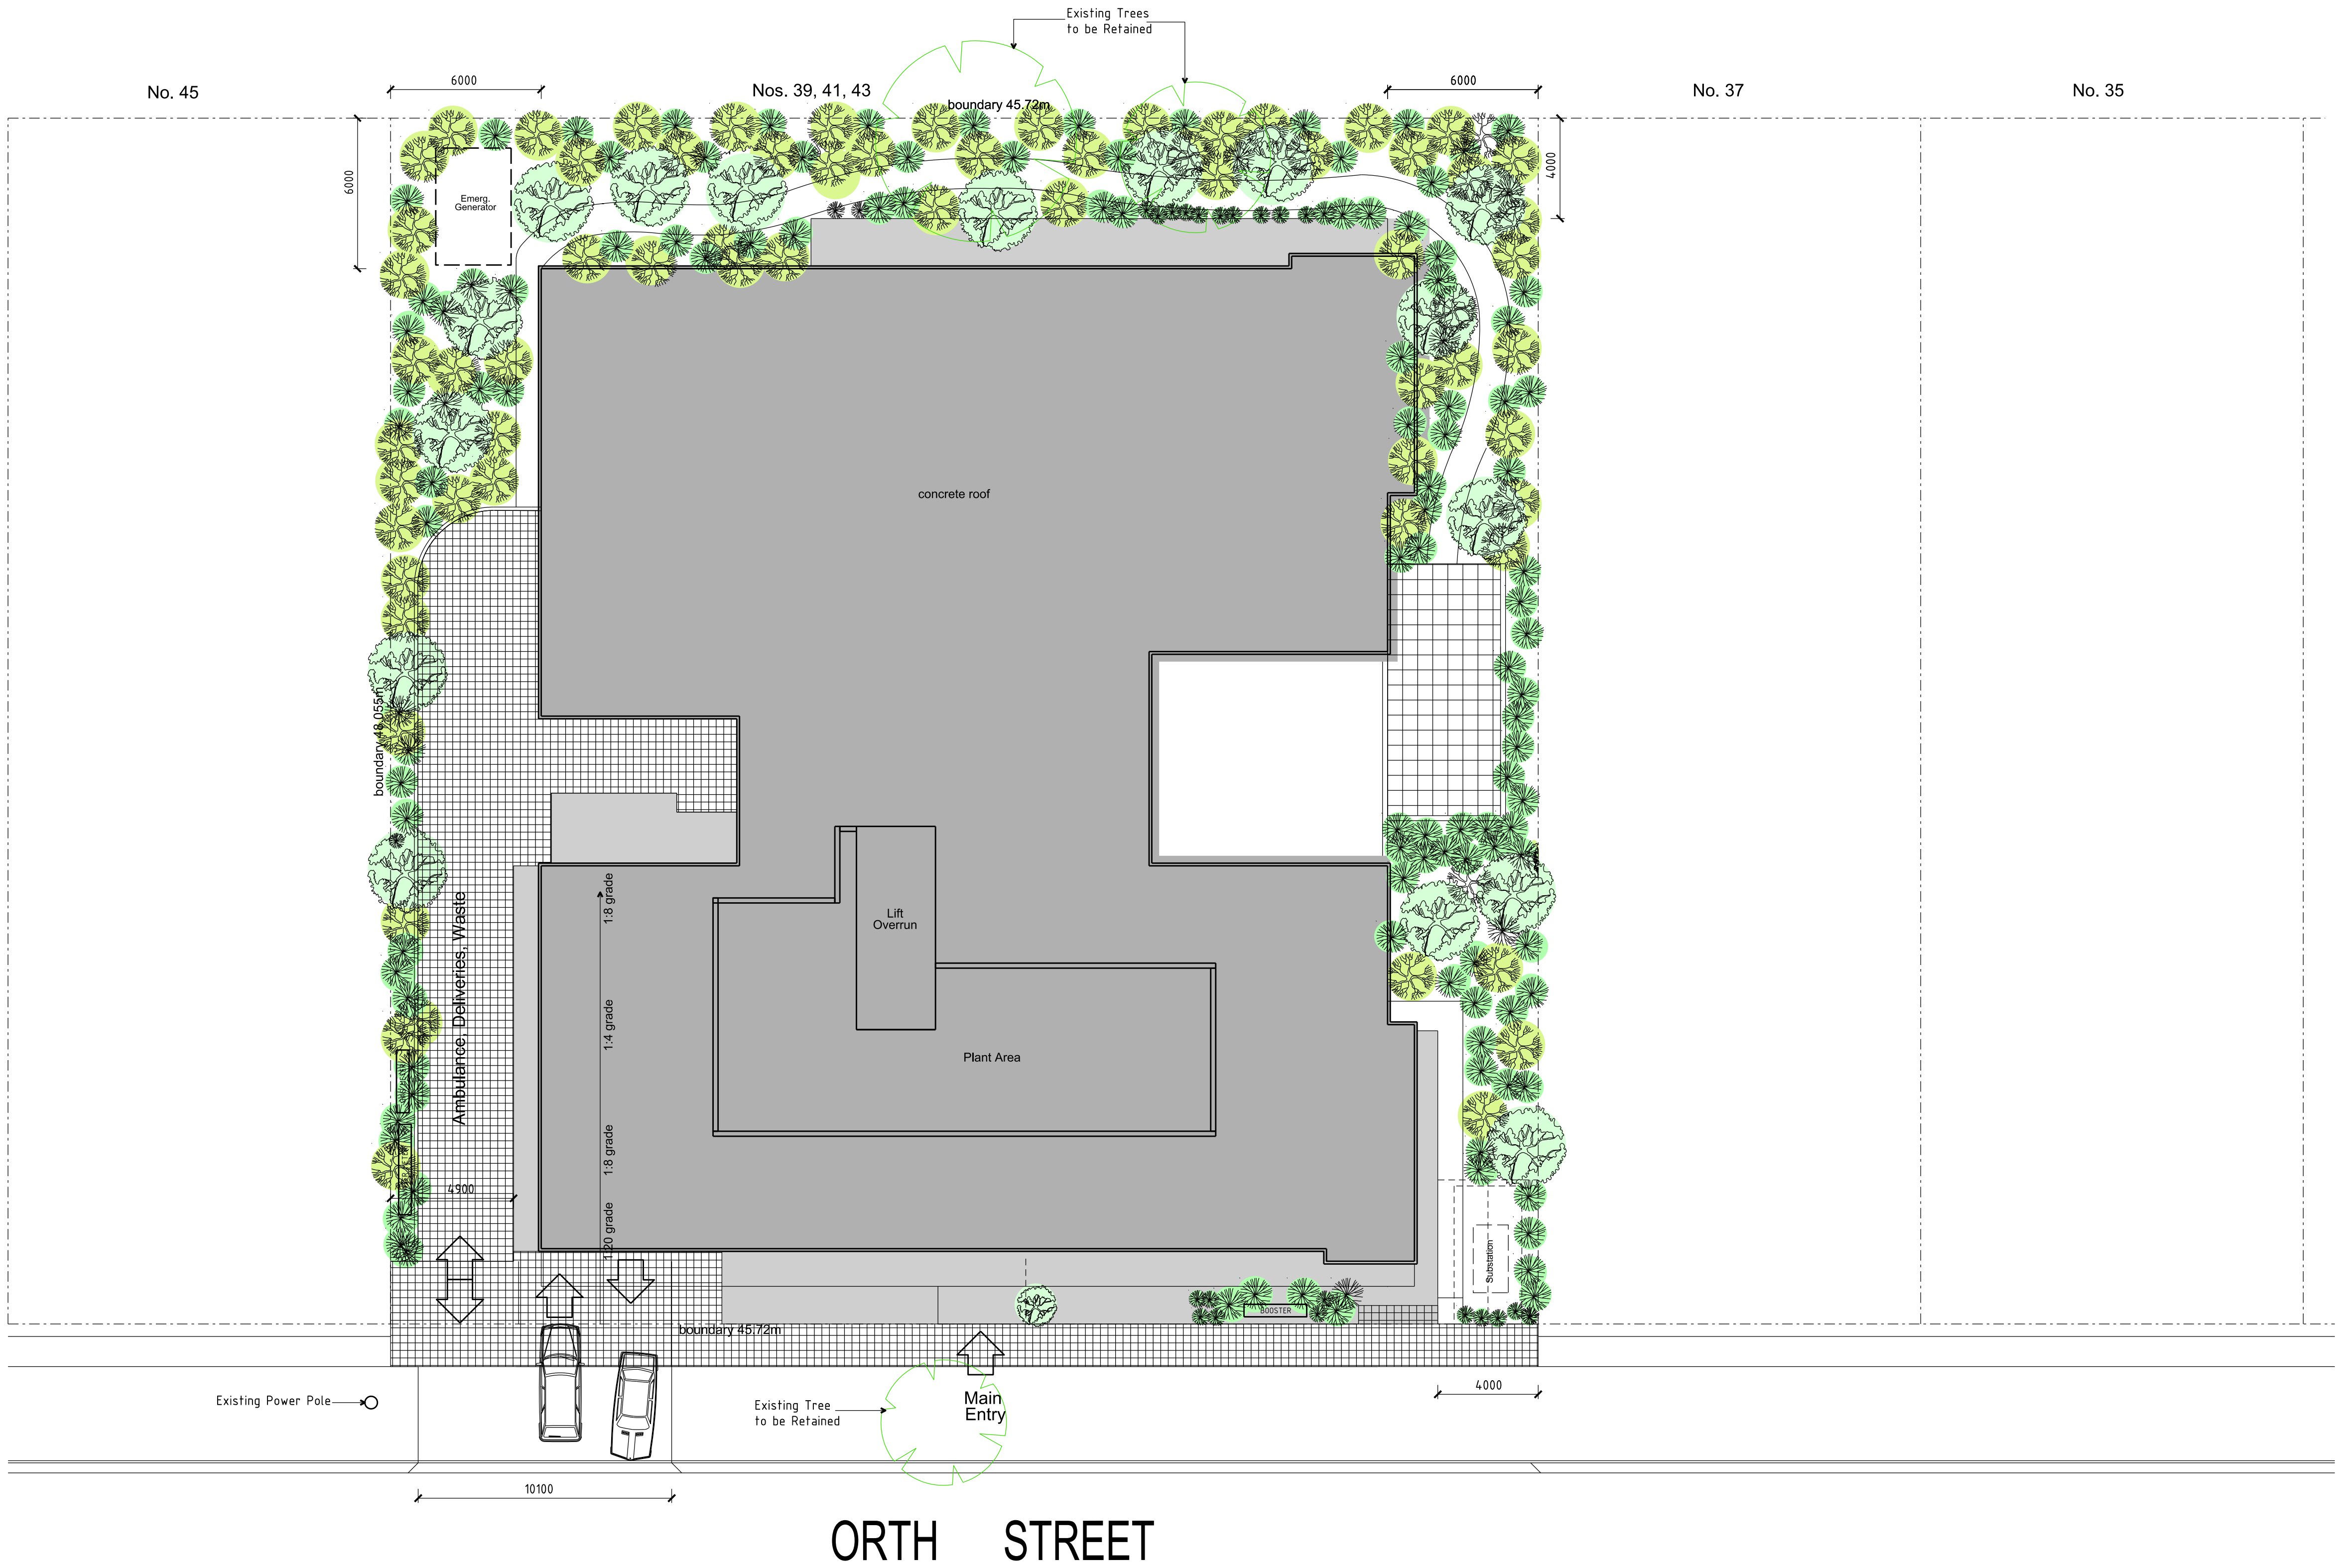 Existing Trees
to be Retained
6000
6000
No. 45
Nos. 39, 41, 43
No. 37
No. 35
boundary 45.72m
6000
4000
Emerg.
Generator
concrete roof
boundary 48.055m
Ambulance, Deliveries, Waste
1:8 grade
1:4 grade
1:8 grade
1:20 grade
Lift
Overrun
Plant Area
4900
Substation
BOOSTER
boundary 45.72m
Existing Power Pole
Existing Tree
to be Retained
Main
Entry
4000
10100
ORTH STREET